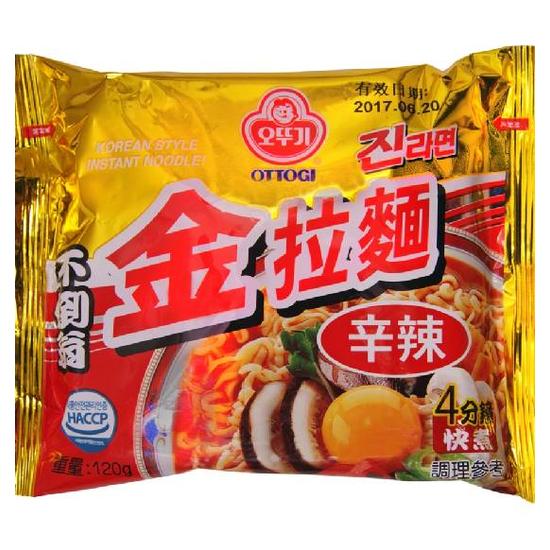 有效日期:
2017.06.20
오뚜기
OTTOGI
KOREAN STYLE
INSTANT NOODLE!
진라면
金拉麵
不倒翁
辛辣
HACCP
4分鐘
快煮
重量:120g
調理參考